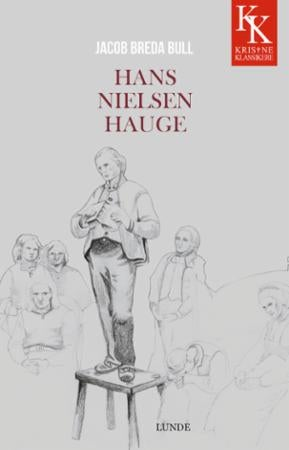 KK
KRISTNE
KLASSIKERE
JACOB BREDA BULL
HANS
NIELSEN
HAUGE
LUNDE